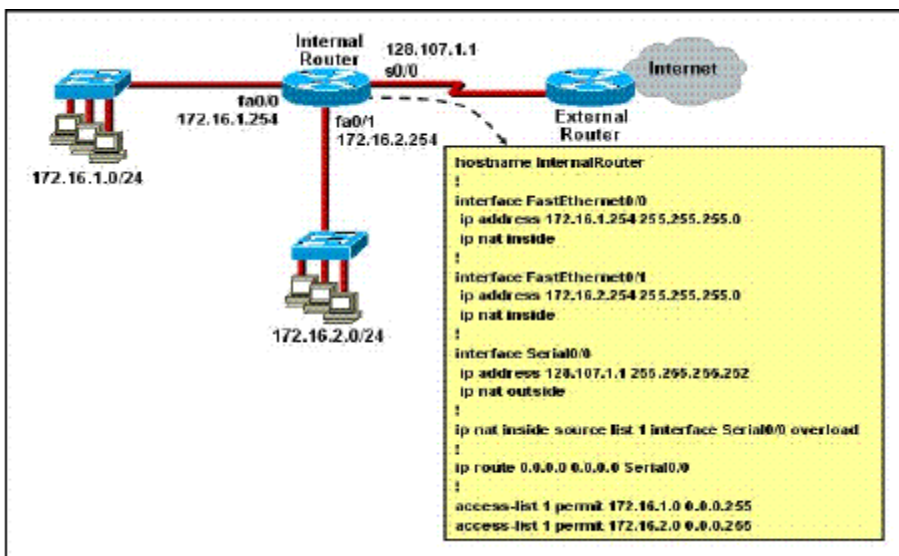 Internal
Router
128.107.1.1
s0/0
Internet
fa0/0
172.16.1.254
fa0/1
172.16.2.254
External
Router
172.16.1.0/24
172.16.2.0/24
hostname InternalRouter
!
interface FastEthernet0/0
ip address 172.16.1.254 255.255.255.0
ip nat inside
!
interface FastEthernet0/1
ip address 172.16.2.254 255.255.255.0
ip nat inside
!
interface Serial0/0
ip address 128.107.1.1 255.255.255.252
ip nat outside
!
ip nat inside source list 1 interface Serial0/0 overload
!
ip route 0.0.0.0 0.0.0.0 Serial0/0
!
access-list 1 permit 172.16.1.0 0.0.0.255
access-list 1 permit 172.16.2.0 0.0.0.255